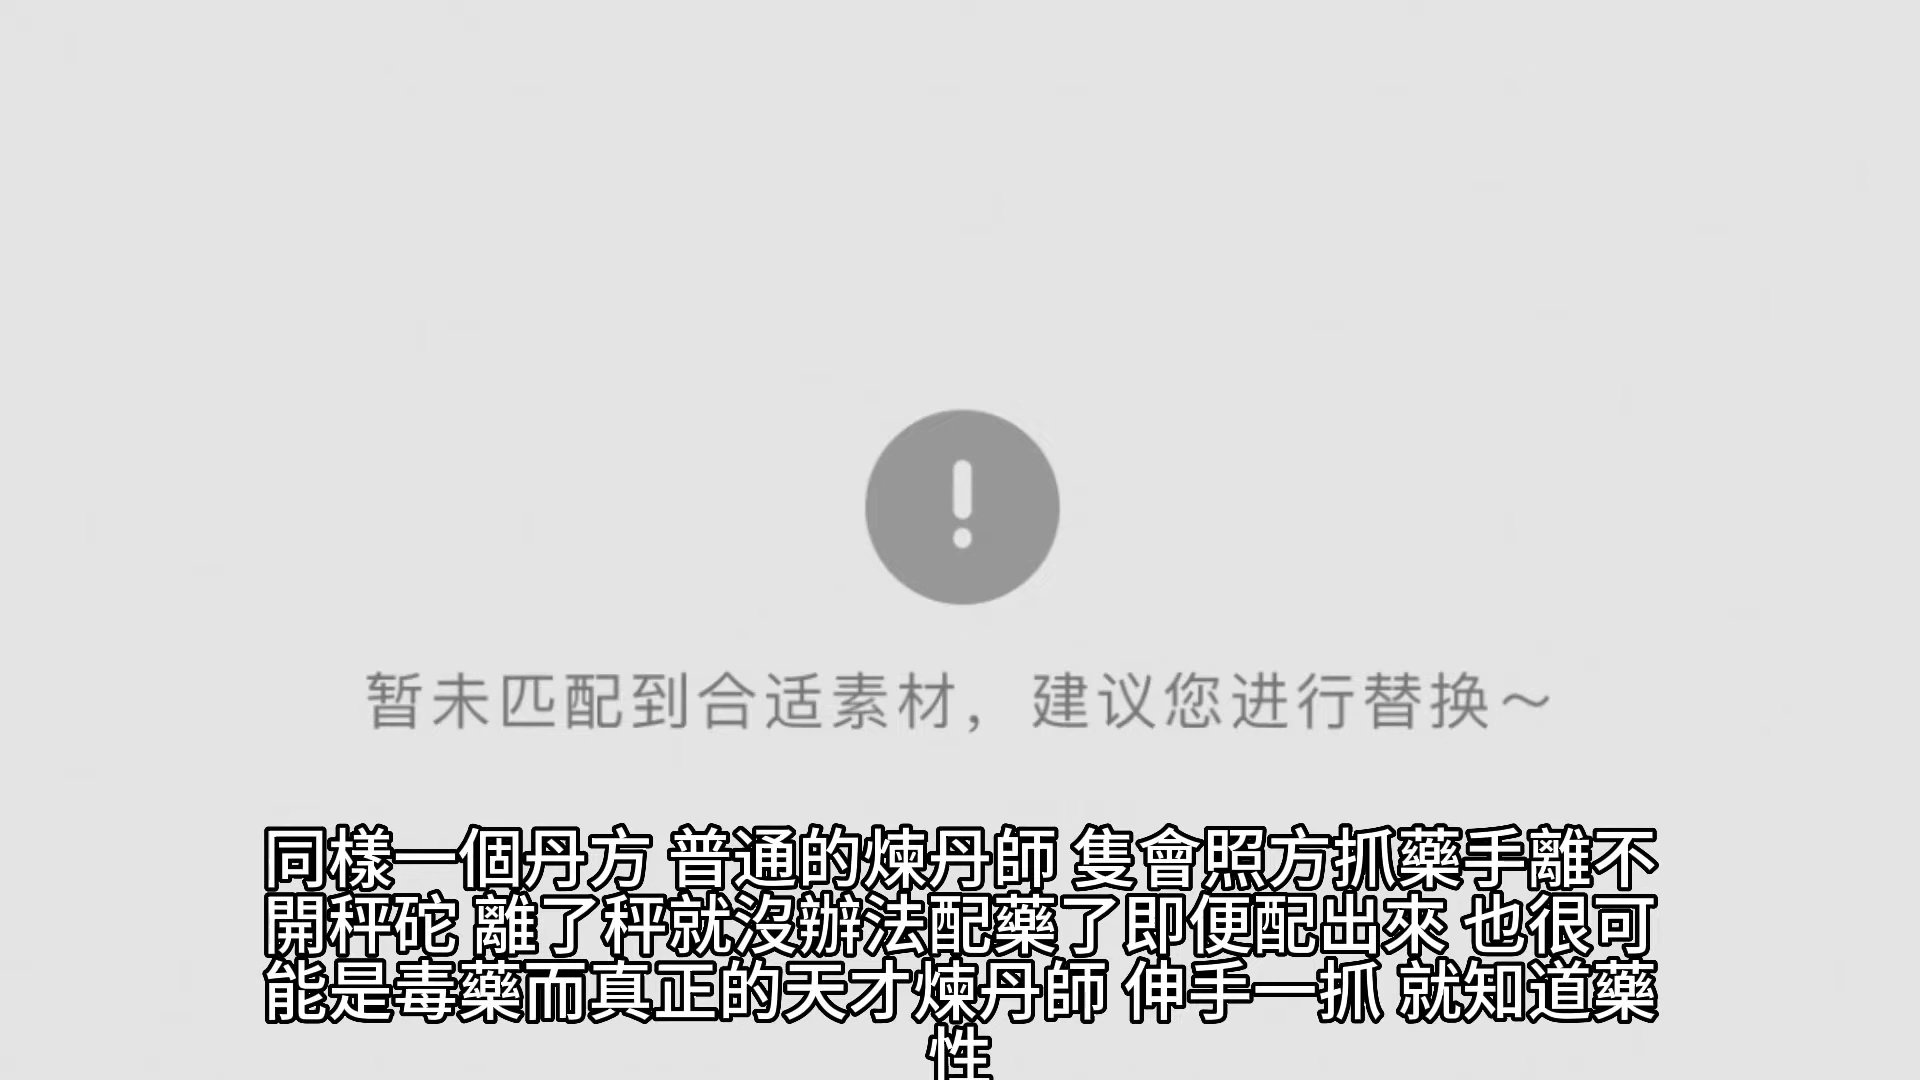 暂未匹配到合适素材，建议您进行替换～
同樣一個丹方 普通的煉丹師 隻會照方抓藥手離不
開秤砣 離了秤就沒辦法配藥了即便配出來 也很可
能是毒藥而真正的天才煉丹師 伸手一抓 就知道藥
性